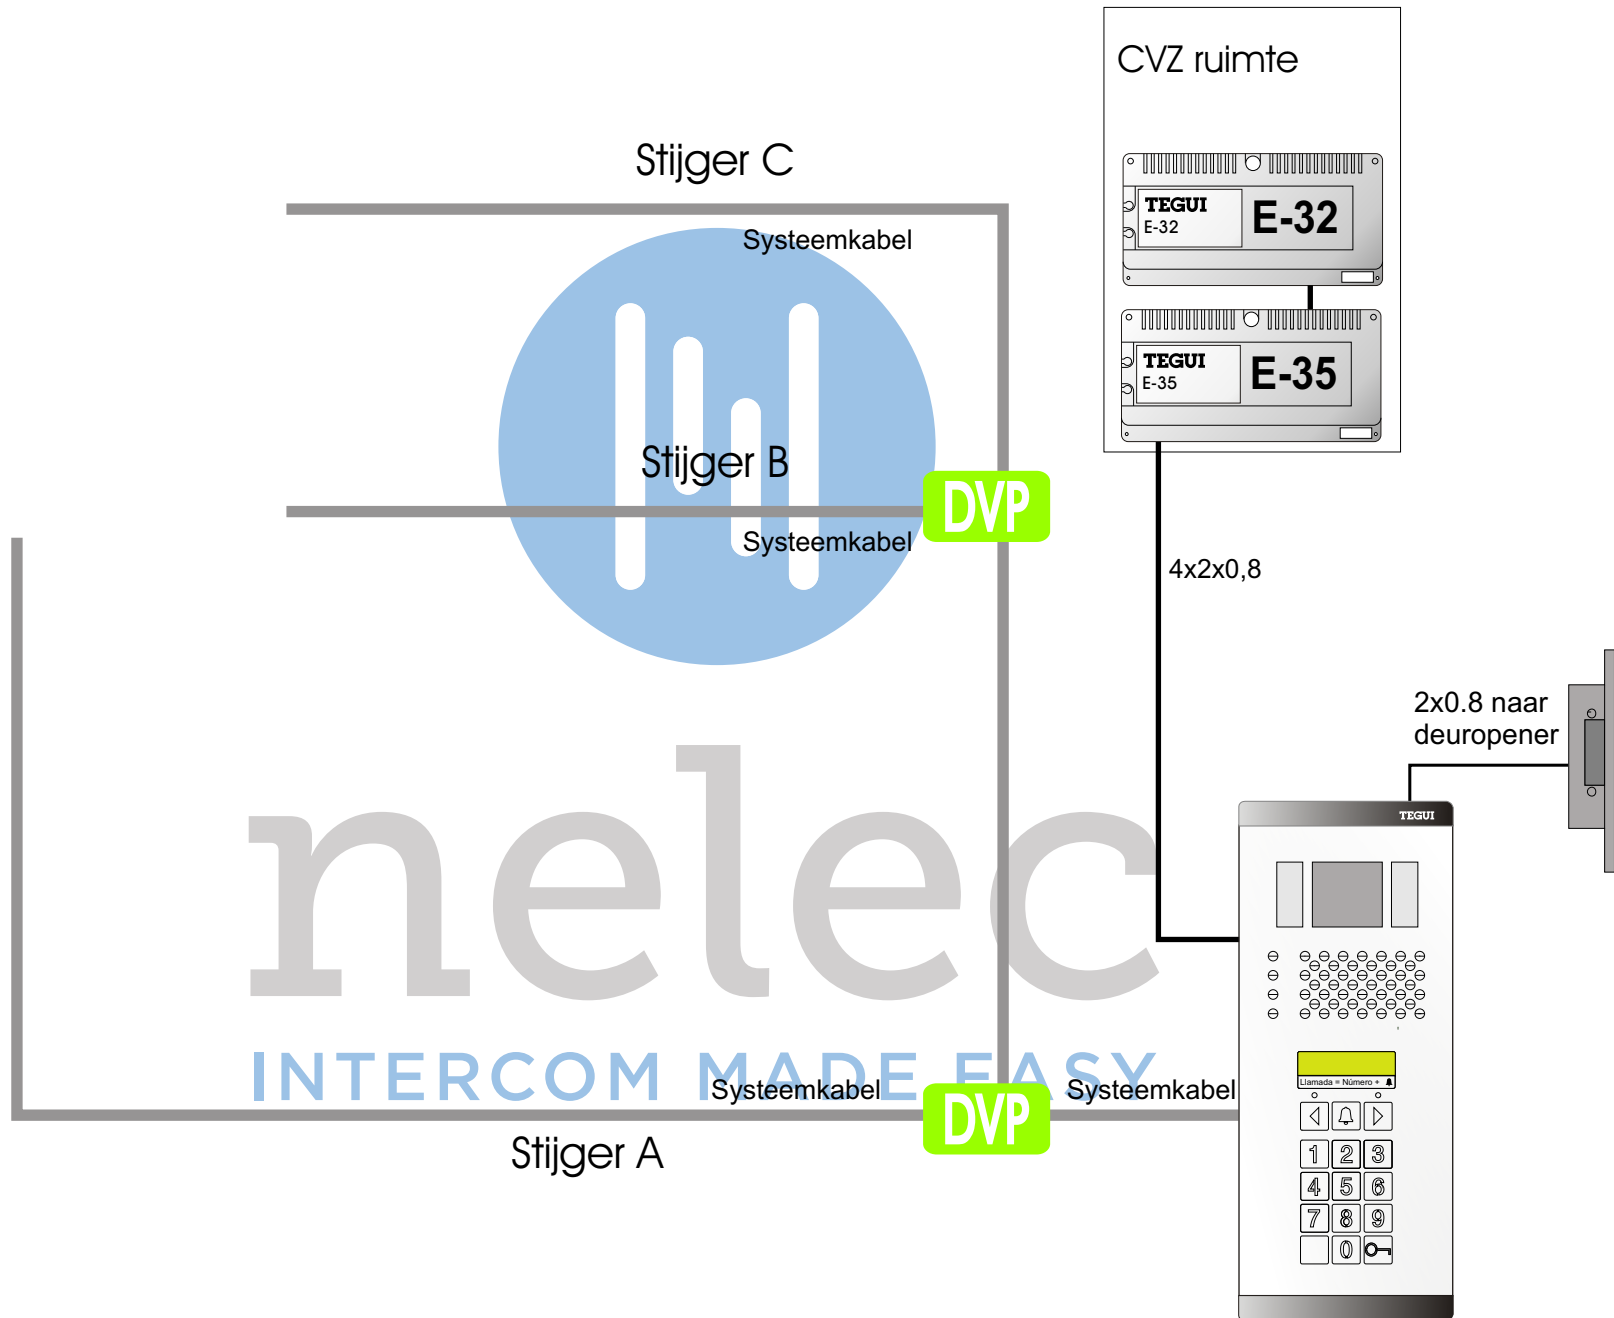 CVZ ruimte
Stijger C
Systeemkabel
TEGUI
E-32
E-32
TEGUI
E-35
E-35
Stijger B
DVP
Systeemkabel
4x2x0,8
2x0.8 naar
deuropener
TEGUI
nelec
INTERCOM MADE EASY
Systeemkabel
DVP
Systeemkabel
Stijger A
Llamada = Número +
1 2 3
4 5 6
7 8 9
0